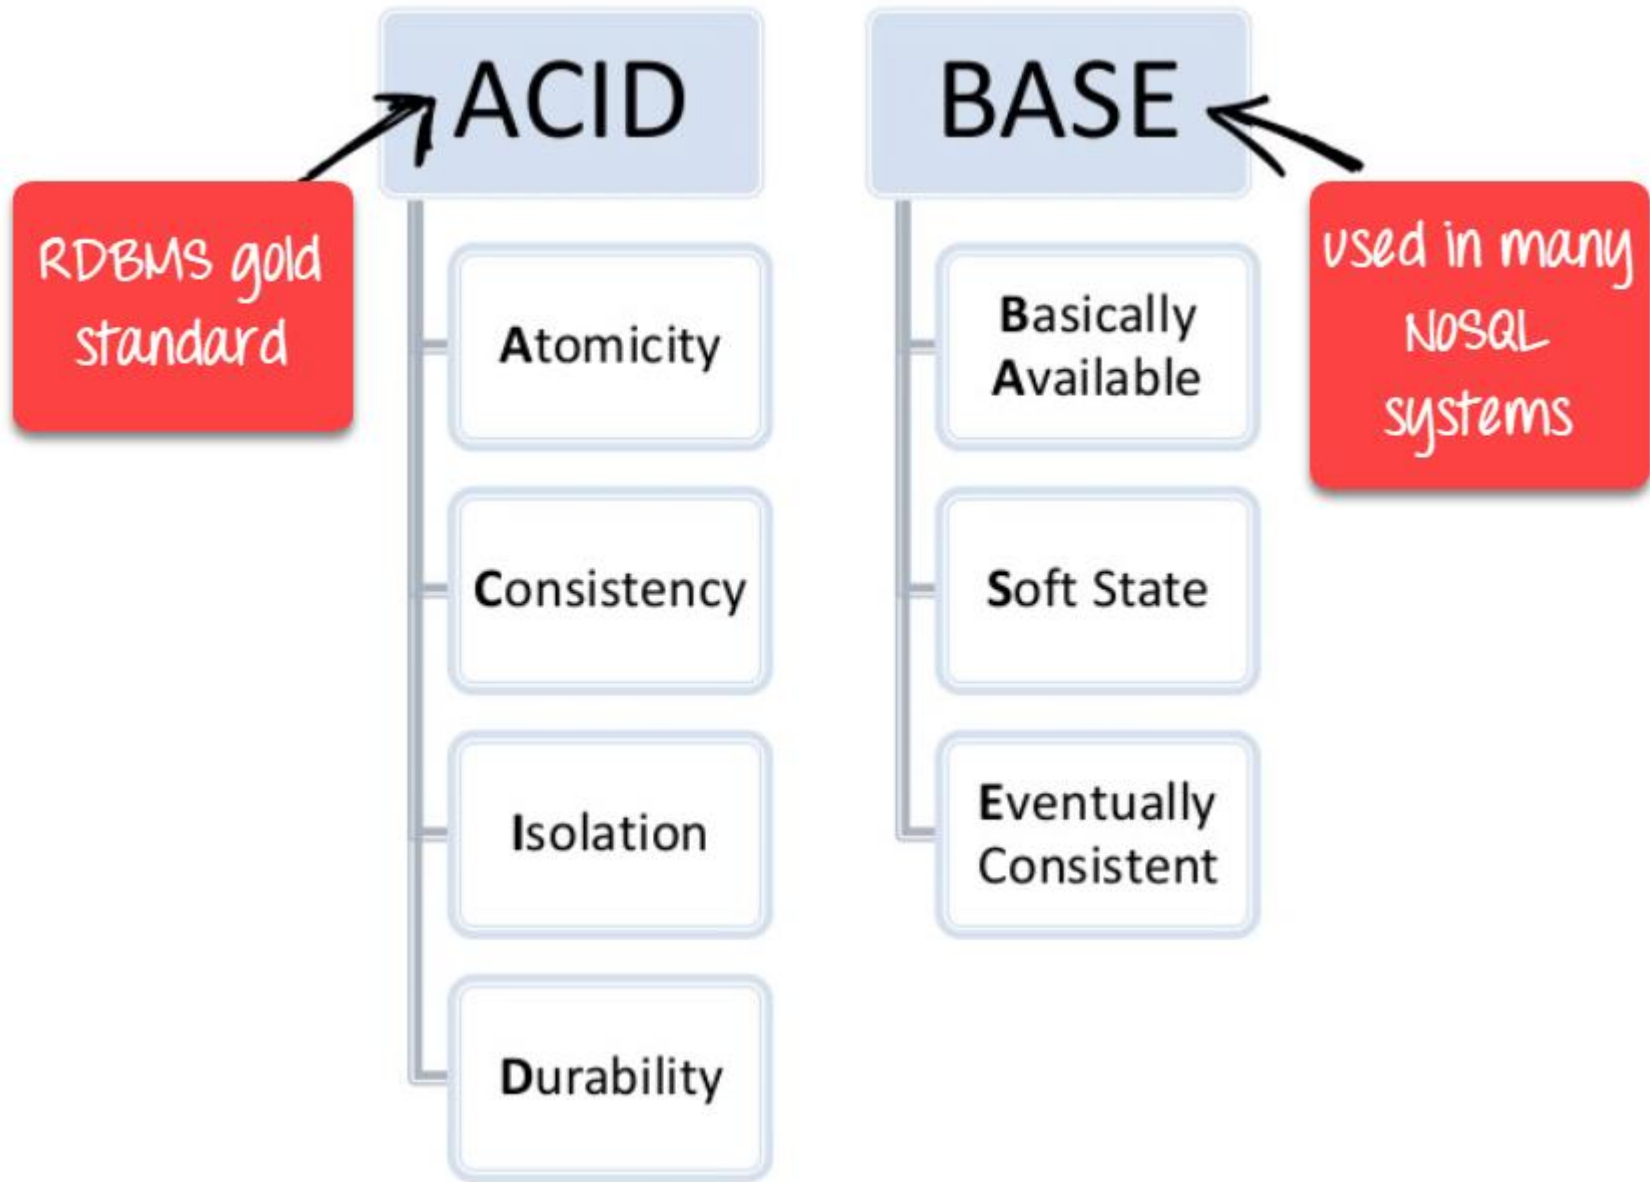 ACID
RDBMS gold
standard
Atomicity
Consistency
Isolation
Durability
BASE
used in many
NOSQL
systems
Basically
Available
Soft State
Eventually
Consistent